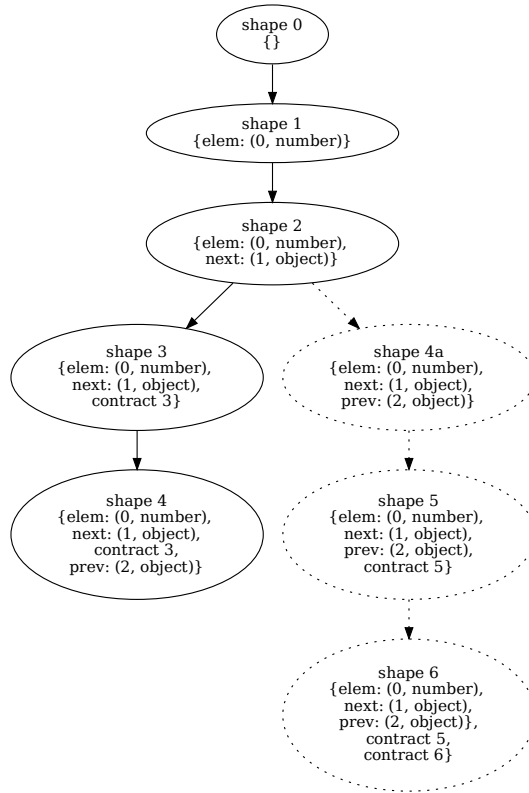 shape 0
{}
shape 1
{elem: (0, number)}
shape 2
{elem: (0, number),
next: (1, object)}
shape 3
{elem: (0, number),
next: (1, object),
contract 3}
shape 4a
{elem: (0, number),
next: (1, object),
prev: (2, object)}
shape 4
{elem: (0, number),
next: (1, object),
contract 3,
prev: (2, object)}
shape 5
{elem: (0, number),
next: (1, object),
prev: (2, object),
contract 5}
shape 6
{elem: (0, number),
next: (1, object),
prev: (2, object)},
contract 5,
contract 6}